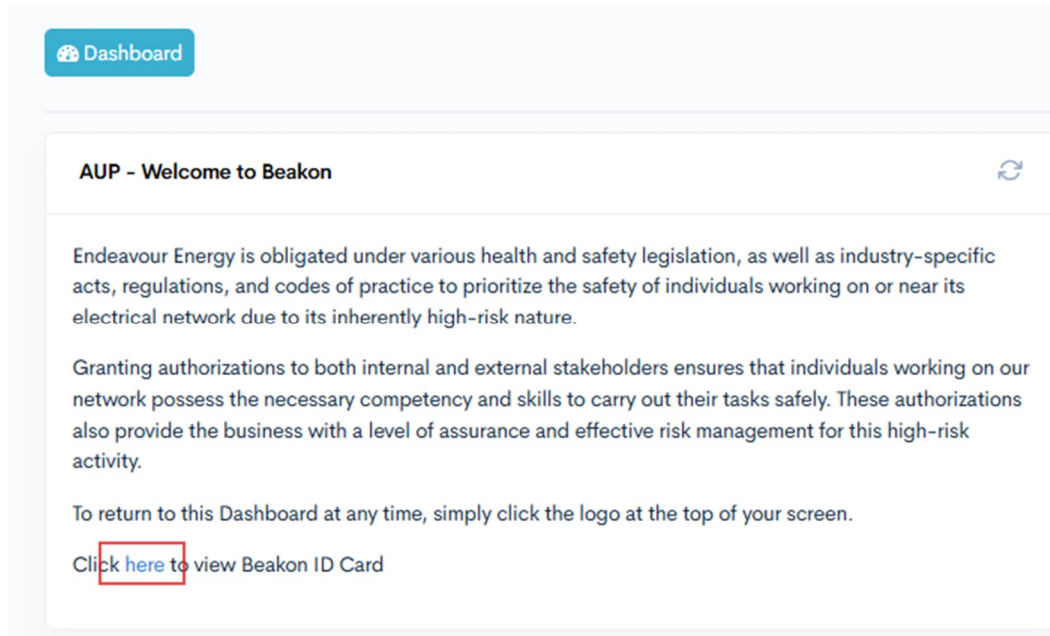 Dashboard
AUP - Welcome to Beakon
Endeavour Energy is obligated under various health and safety legislation, as well as industry-specific
acts, regulations, and codes of practice to prioritize the safety of individuals working on or near its
electrical network due to its inherently high-risk nature.
Granting authorizations to both internal and external stakeholders ensures that individuals working on our
network possess the necessary competency and skills to carry out their tasks safely. These authorizations
also provide the business with a level of assurance and effective risk management for this high-risk
activity.
To return to this Dashboard at any time, simply click the logo at the top of your screen.
Click here to view Beakon ID Card